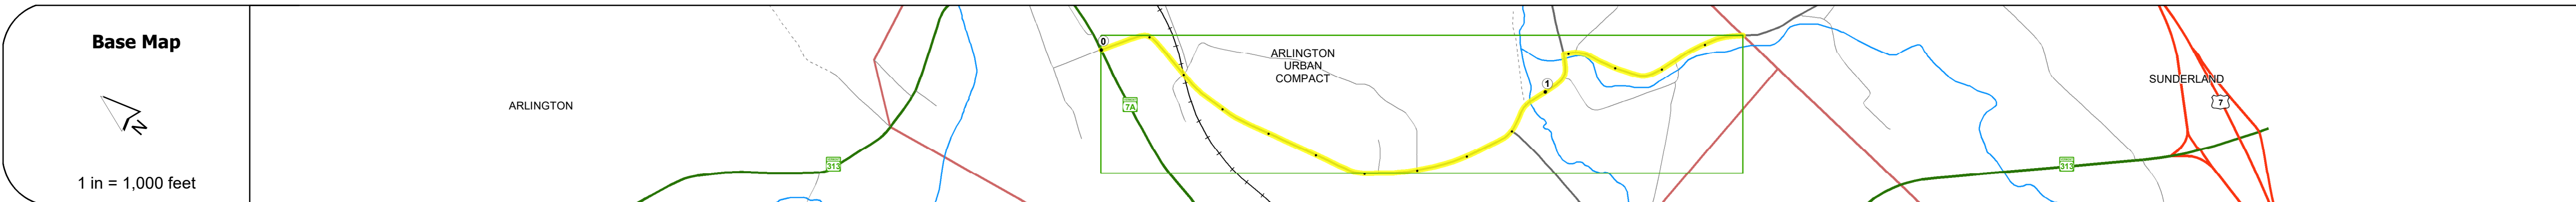 Base Map
N
1 in = 1,000 feet
ARLINGTON
313
0
7A
ARLINGTON
URBAN
COMPACT
1
313
SUNDERLAND
7